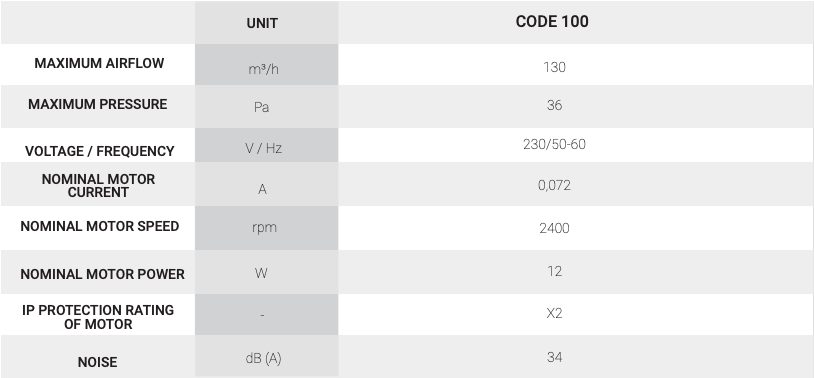 UNIT CODE 100
MAXIMUM AIRFLOW m³/h 130
MAXIMUM PRESSURE Pa 36
VOLTAGE / FREQUENCY V / Hz 230/50-60
NOMINAL MOTOR
CURRENT A 0,072
NOMINAL MOTOR SPEED rpm 2400
NOMINAL MOTOR POWER W 12
IP PROTECTION RATING
OF MOTOR - X2
NOISE dB (A) 34